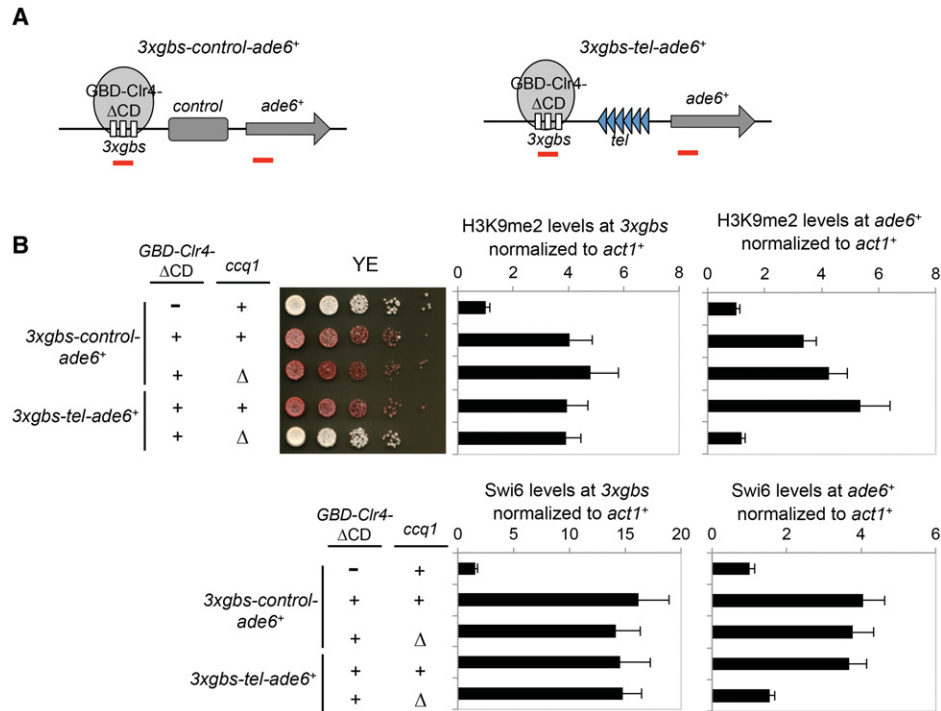 A
3xgbs-control-ade6+
GBD-Clr4-
ΔCD
control
ade6+
3xgbs
3xgbs-tel-ade6+
GBD-Clr4-
ΔCD
ade6+
3xgbs
tel
B
GBD-Clr4-
ΔCD
ccq1
YE
H3K9me2 levels at 3xgbs
normalized to act1+
0 2 4 6 8
H3K9me2 levels at ade6+
normalized to act1+
0 2 4 6 8
3xgbs-control-
ade6+
- +
+ +
+ Δ
3xgbs-tel-ade6+
+ +
+ Δ
GBD-Clr4-
ΔCD
ccq1
Swi6 levels at 3xgbs
normalized to act1+
0 5 10 15 20
Swi6 levels at ade6+
normalized to act1+
0 2 4 6
3xgbs-control-
ade6+
- +
+ +
+ Δ
3xgbs-tel-ade6+
+ +
+ Δ